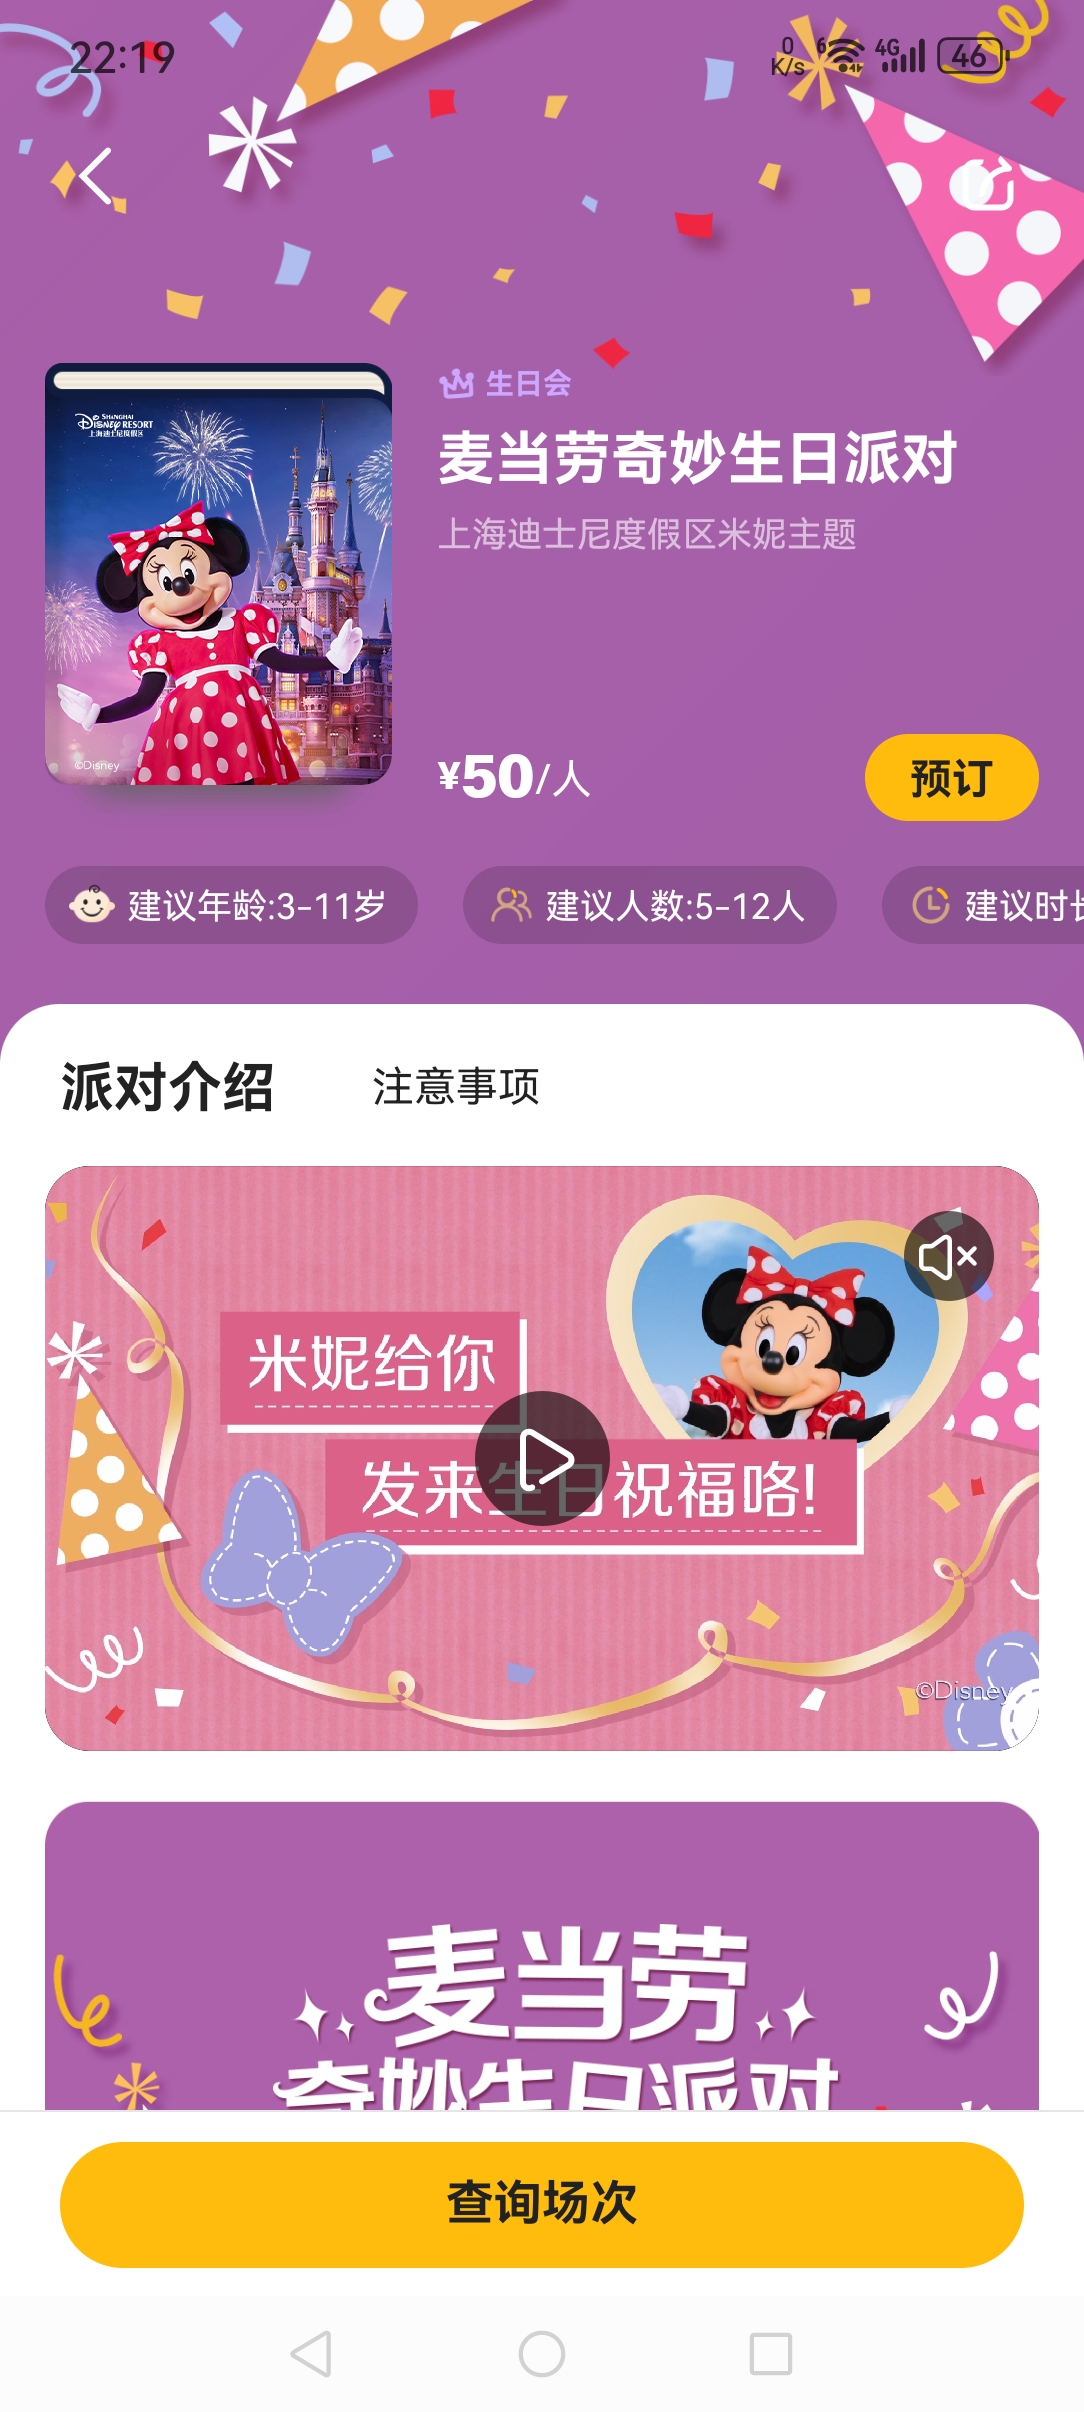 22:19
0
K/s
6
4G
46
生日会
麦当劳奇妙生日派对
上海迪士尼度假区米妮主题
SHANGHAI
Disney RESORT
上海迪士尼度假区
©Disney
¥50/人
预订
建议年龄:3-11岁
建议人数:5-12人
建议时长
派对介绍
注意事项
米妮给你
发来生日祝福咯!
©Disney
麦当劳
奇妙生日派对
查询场次